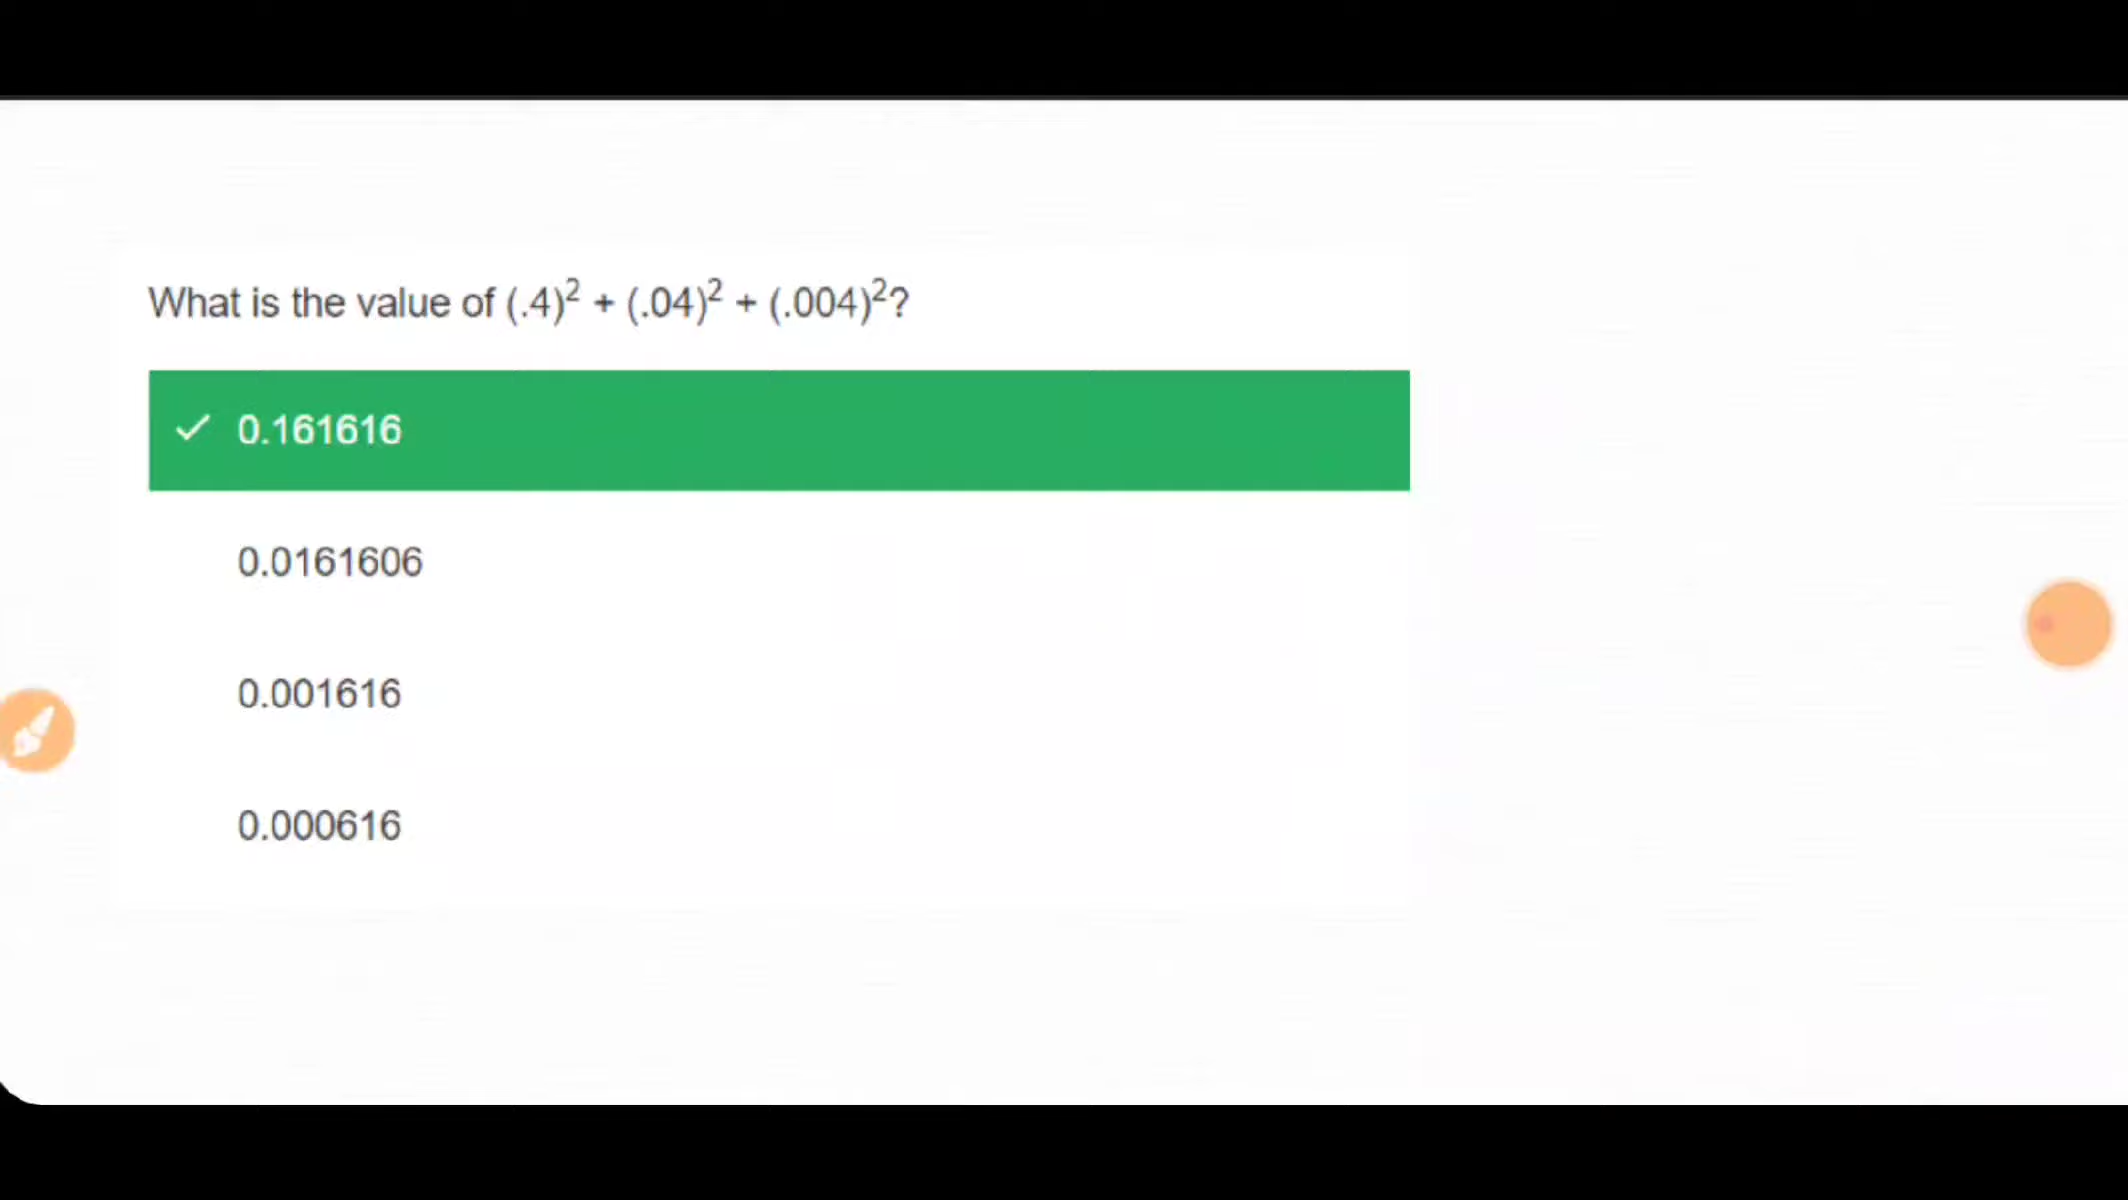 What is the value of (.4)² + (.04)² + (.004)²?
✓ 0.161616
0.0161606
0.001616
0.000616